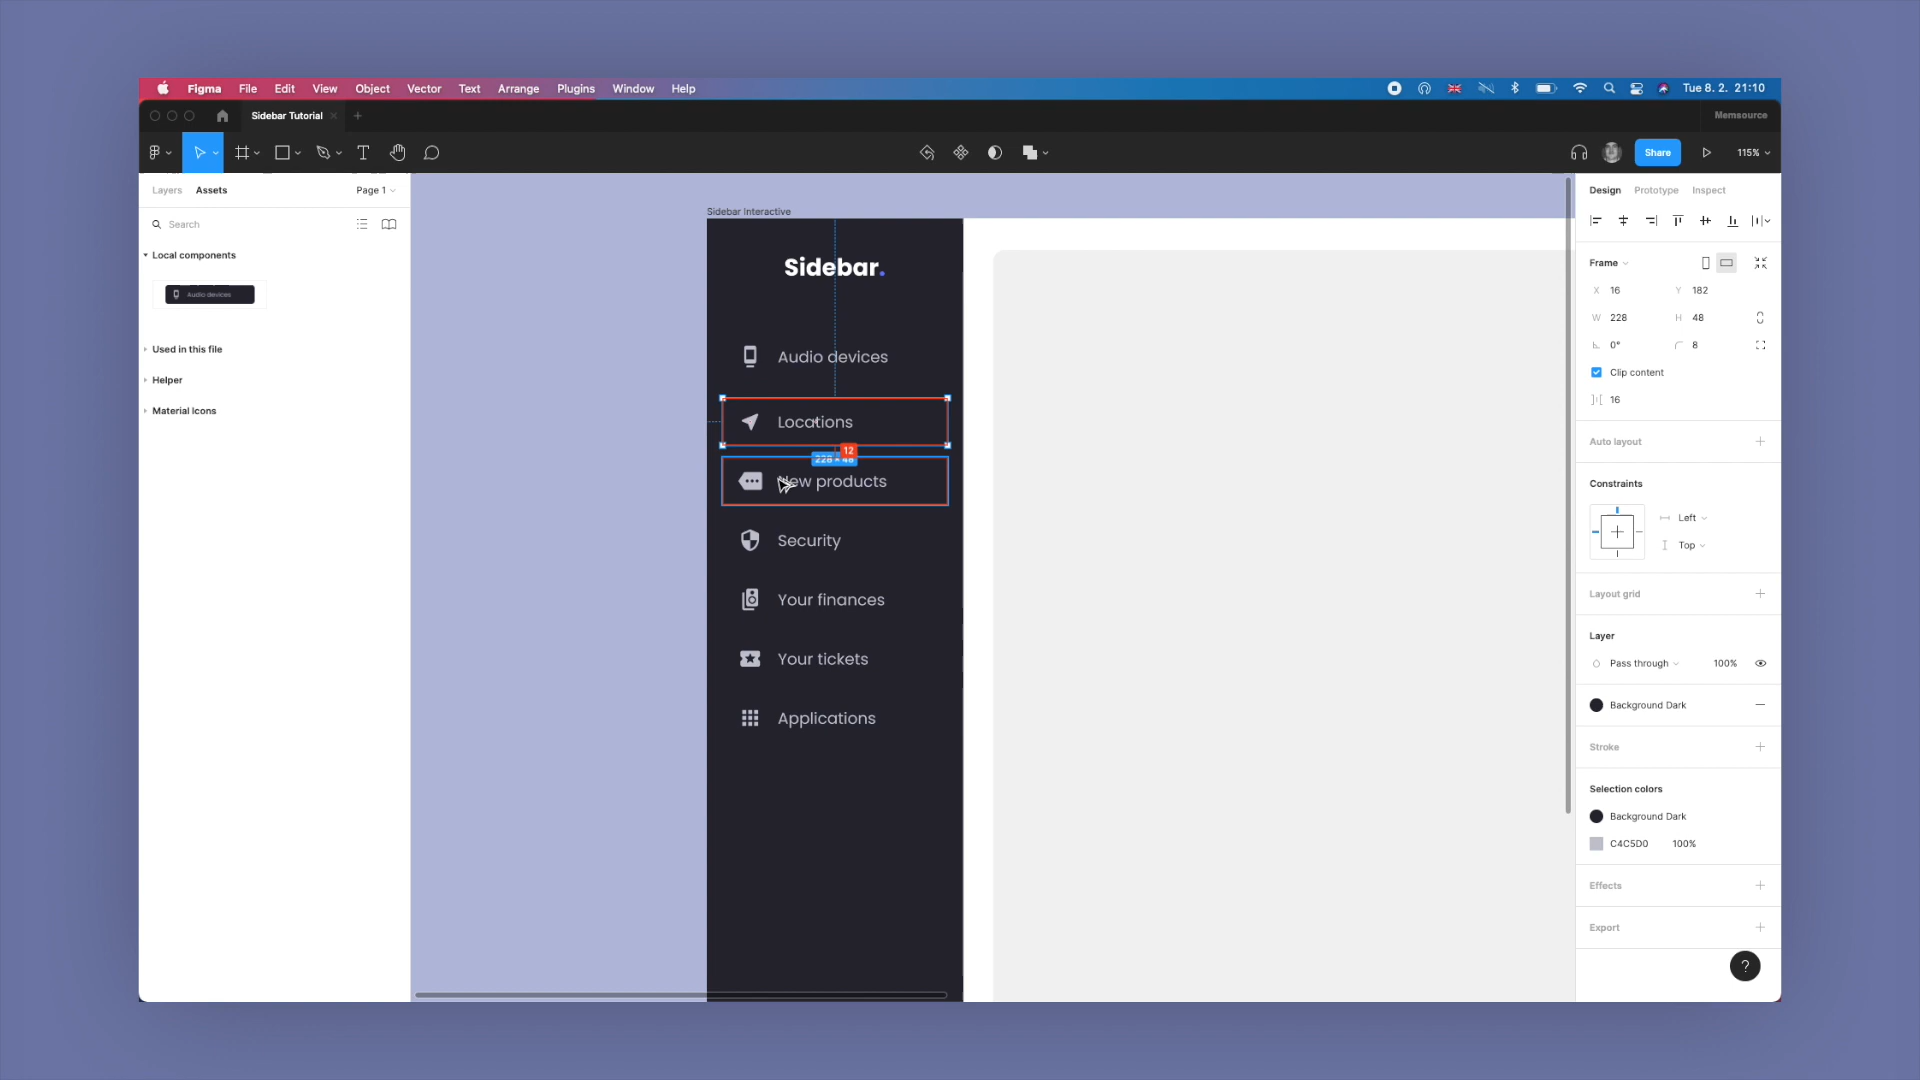 Figma File Edit View Object Vector Text Arrange Plugins Window Help
Tue 8. 2. 21:10
Sidebar Tutorial
Memsource
Share
115%
Layers Assets Page 1
Search
Local components
Audio devices
Used in this file
Helper
Material Icons
Sidebar Interactive
Sidebar.
Audio devices
Locations
12
228 × 48
New products
Security
Your finances
Your tickets
Applications
Design Prototype Inspect
Frame
X 16 Y 182
W 228 H 48
0° 8
Clip content
16
Auto layout
Constraints
Left
Top
Layout grid
Layer
Pass through 100%
Background Dark
Stroke
Selection colors
Background Dark
C4C5D0 100%
Effects
Export
?